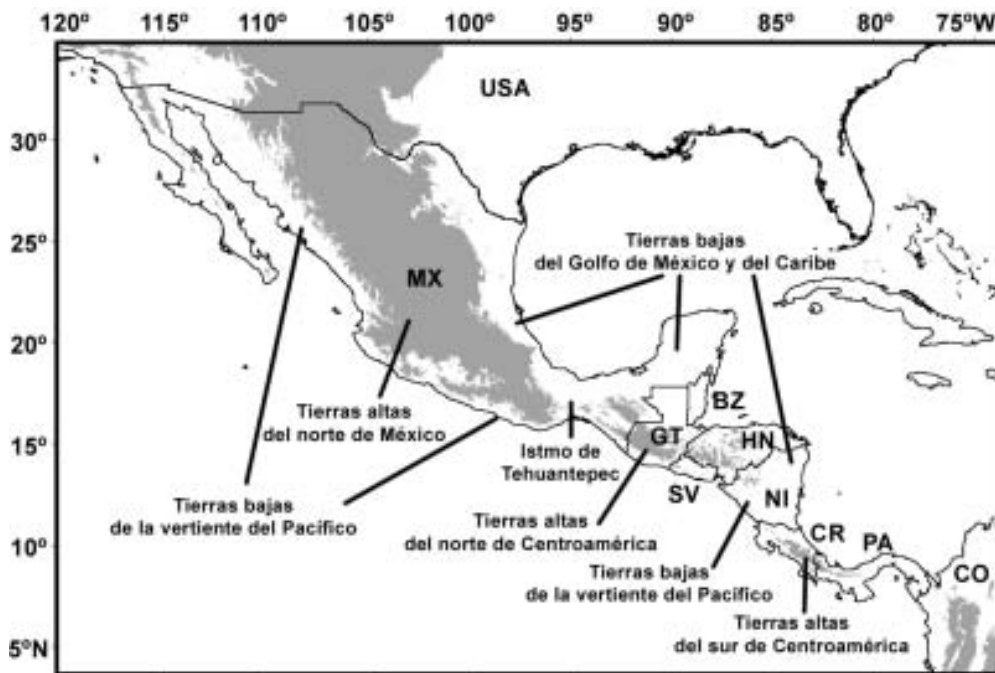 120º 115º 110º 105º 100º 95º 90º 85º 80º 75ºW
USA
30º
25º
Tierras bajas
del Golfo de México y del Caribe
MX
20º
BZ
Tierras altas
del norte de México
15º
GT
HN
Istmo de
Tehuantepec
SV
NI
Tierras bajas
de la vertiente del Pacífico
Tierras altas
del norte de Centroamérica
CR
PA
10º
CO
Tierras bajas
de la vertiente del Pacífico
Tierras altas
del sur de Centroamérica
5ºN